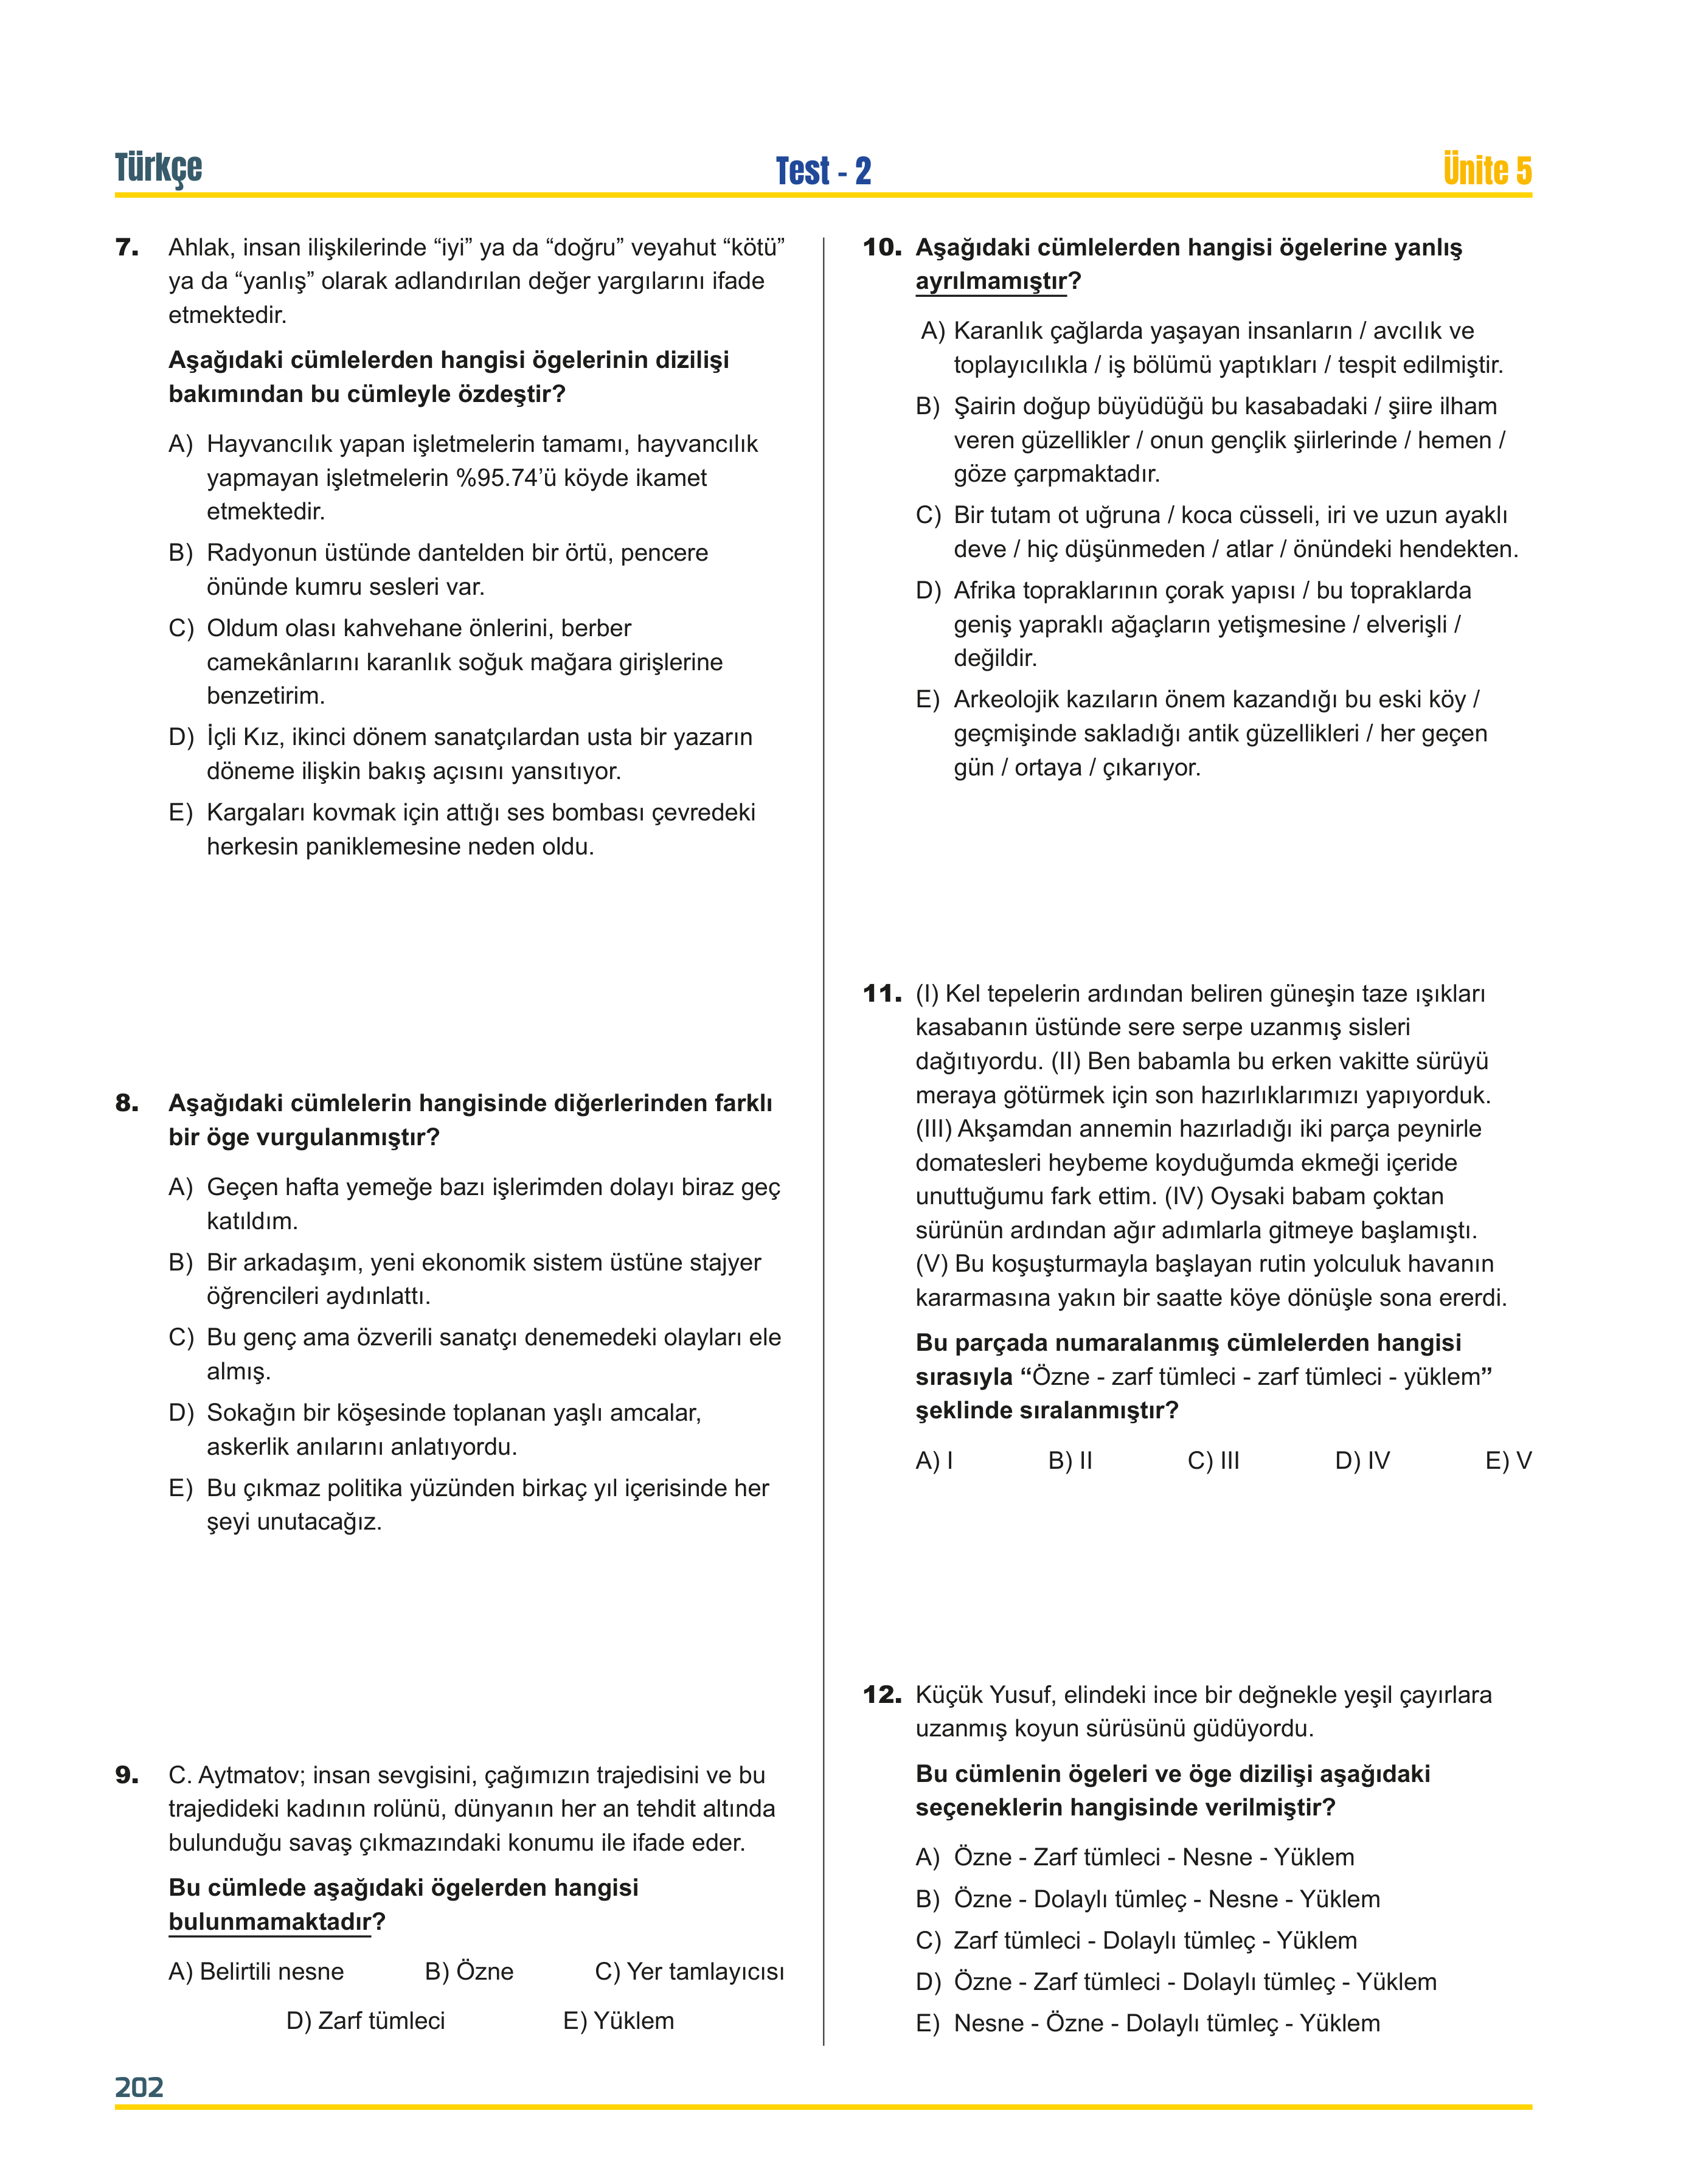 Türkçe
Test - 2
Ünite 5
7. Ahlak, insan ilişkilerinde “iyi” ya da “doğru” veyahut “kötü”
ya da “yanlış” olarak adlandırılan değer yargılarını ifade
etmektedir.
Aşağıdaki cümlelerden hangisi ögelerinin dizilişi
bakımından bu cümleyle özdeştir?
A) Hayvancılık yapan işletmelerin tamamı, hayvancılık
yapmayan işletmelerin %95.74’ü köyde ikamet
etmektedir.
B) Radyonun üstünde dantelden bir örtü, pencere
önünde kumru sesleri var.
C) Oldum olası kahvehane önlerini, berber
camekânlarını karanlık soğuk mağara girişlerine
benzetirim.
D) İçli Kız, ikinci dönem sanatçılardan usta bir yazarın
döneme ilişkin bakış açısını yansıtıyor.
E) Kargaları kovmak için attığı ses bombası çevredeki
herkesin paniklemesine neden oldu.
8. Aşağıdaki cümlelerin hangisinde diğerlerinden farklı
bir öge vurgulanmıştır?
A) Geçen hafta yemeğe bazı işlerimden dolayı biraz geç
katıldım.
B) Bir arkadaşım, yeni ekonomik sistem üstüne stajyer
öğrencileri aydınlattı.
C) Bu genç ama özverili sanatçı denemedeki olayları ele
almış.
D) Sokağın bir köşesinde toplanan yaşlı amcalar,
askerlik anılarını anlatıyordu.
E) Bu çıkmaz politika yüzünden birkaç yıl içerisinde her
şeyi unutacağız.
9. C. Aytmatov; insan sevgisini, çağımızın trajedisini ve bu
trajedideki kadının rolünü, dünyanın her an tehdit altında
bulunduğu savaş çıkmazındaki konumu ile ifade eder.
Bu cümlede aşağıdaki ögelerden hangisi
bulunmamaktadır?
A) Belirtili nesne B) Özne C) Yer tamlayıcısı
D) Zarf tümleci E) Yüklem
10. Aşağıdaki cümlelerden hangisi ögelerine yanlış
ayrılmamıştır?
A) Karanlık çağlarda yaşayan insanların / avcılık ve
toplayıcılıkla / iş bölümü yaptıkları / tespit edilmiştir.
B) Şairin doğup büyüdüğü bu kasabadaki / şiire ilham
veren güzellikler / onun gençlik şiirlerinde / hemen /
göze çarpmaktadır.
C) Bir tutam ot uğruna / koca cüsseli, iri ve uzun ayaklı
deve / hiç düşünmeden / atlar / önündeki hendekten.
D) Afrika topraklarının çorak yapısı / bu topraklarda
geniş yapraklı ağaçların yetişmesine / elverişli /
değildir.
E) Arkeolojik kazıların önem kazandığı bu eski köy /
geçmişinde sakladığı antik güzellikleri / her geçen
gün / ortaya / çıkarıyor.
11. (I) Kel tepelerin ardından beliren güneşin taze ışıkları
kasabanın üstünde sere serpe uzanmış sisleri
dağıtıyordu. (II) Ben babamla bu erken vakitte sürüyü
meraya götürmek için son hazırlıklarımızı yapıyorduk.
(III) Akşamdan annemin hazırladığı iki parça peynirle
domatesleri heybeme koyduğumda ekmeği içeride
unuttuğumu fark ettim. (IV) Oysaki babam çoktan
sürünün ardından ağır adımlarla gitmeye başlamıştı.
(V) Bu koşuşturmayla başlayan rutin yolculuk havanın
kararmasına yakın bir saatte köye dönüşle sona ererdi.
Bu parçada numaralanmış cümlelerden hangisi
sırasıyla “Özne - zarf tümleci - zarf tümleci - yüklem”
şeklinde sıralanmıştır?
A) I B) II C) III D) IV E) V
12. Küçük Yusuf, elindeki ince bir değnekle yeşil çayırlara
uzanmış koyun sürüsünü güdüyordu.
Bu cümlenin ögeleri ve öge dizilişi aşağıdaki
seçeneklerin hangisinde verilmiştir?
A) Özne - Zarf tümleci - Nesne - Yüklem
B) Özne - Dolaylı tümleç - Nesne - Yüklem
C) Zarf tümleci - Dolaylı tümleç - Yüklem
D) Özne - Zarf tümleci - Dolaylı tümleç - Yüklem
E) Nesne - Özne - Dolaylı tümleç - Yüklem
202